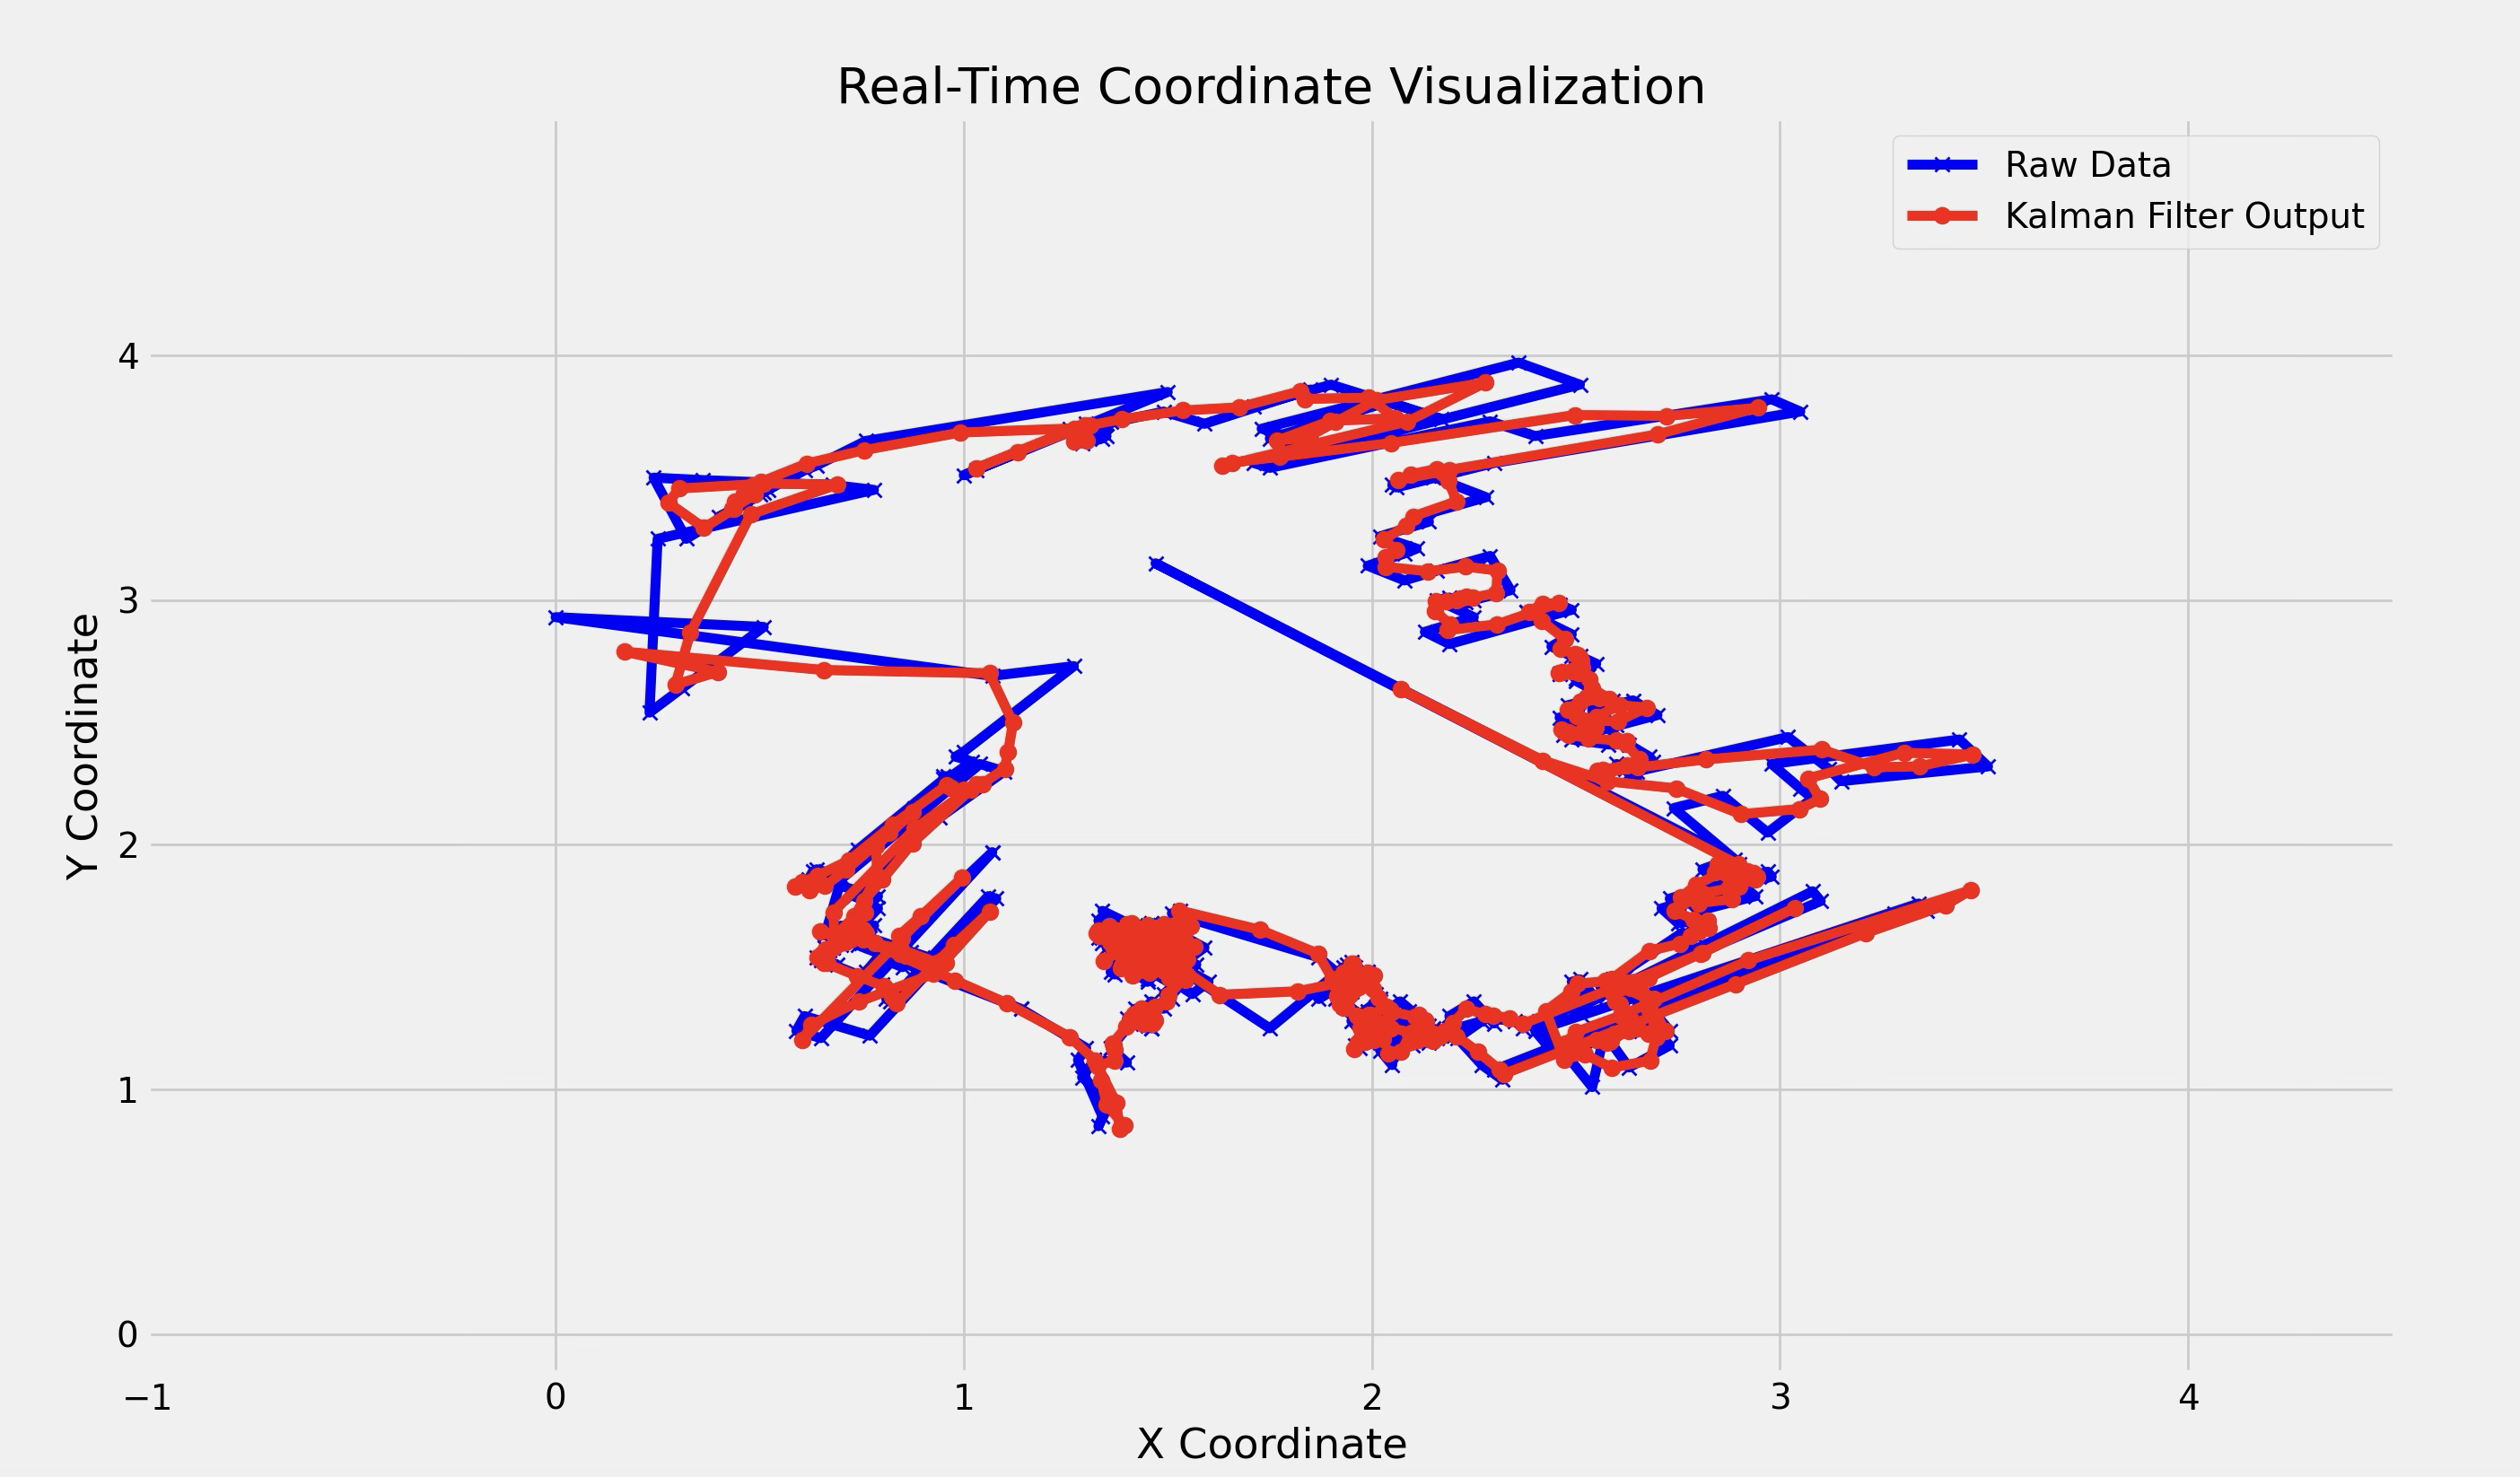 Real-Time Coordinate Visualization
Raw Data
Kalman Filter Output
Y Coordinate
4
3
2
1
0
−1
0
1
2
3
4
X Coordinate